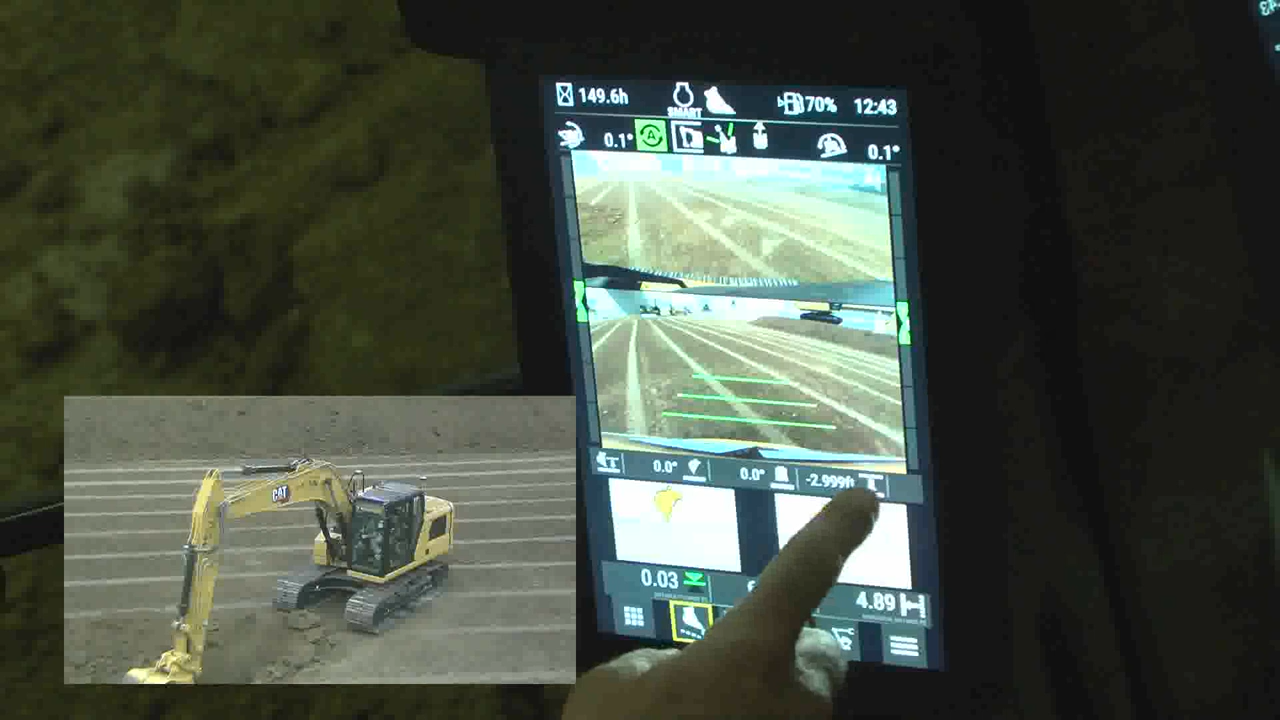 149.6h
SMART
70%
12:43
0.1°
A
0.1°
0.0°
0.0°
-2.999ft
0.03
4.89
CAT